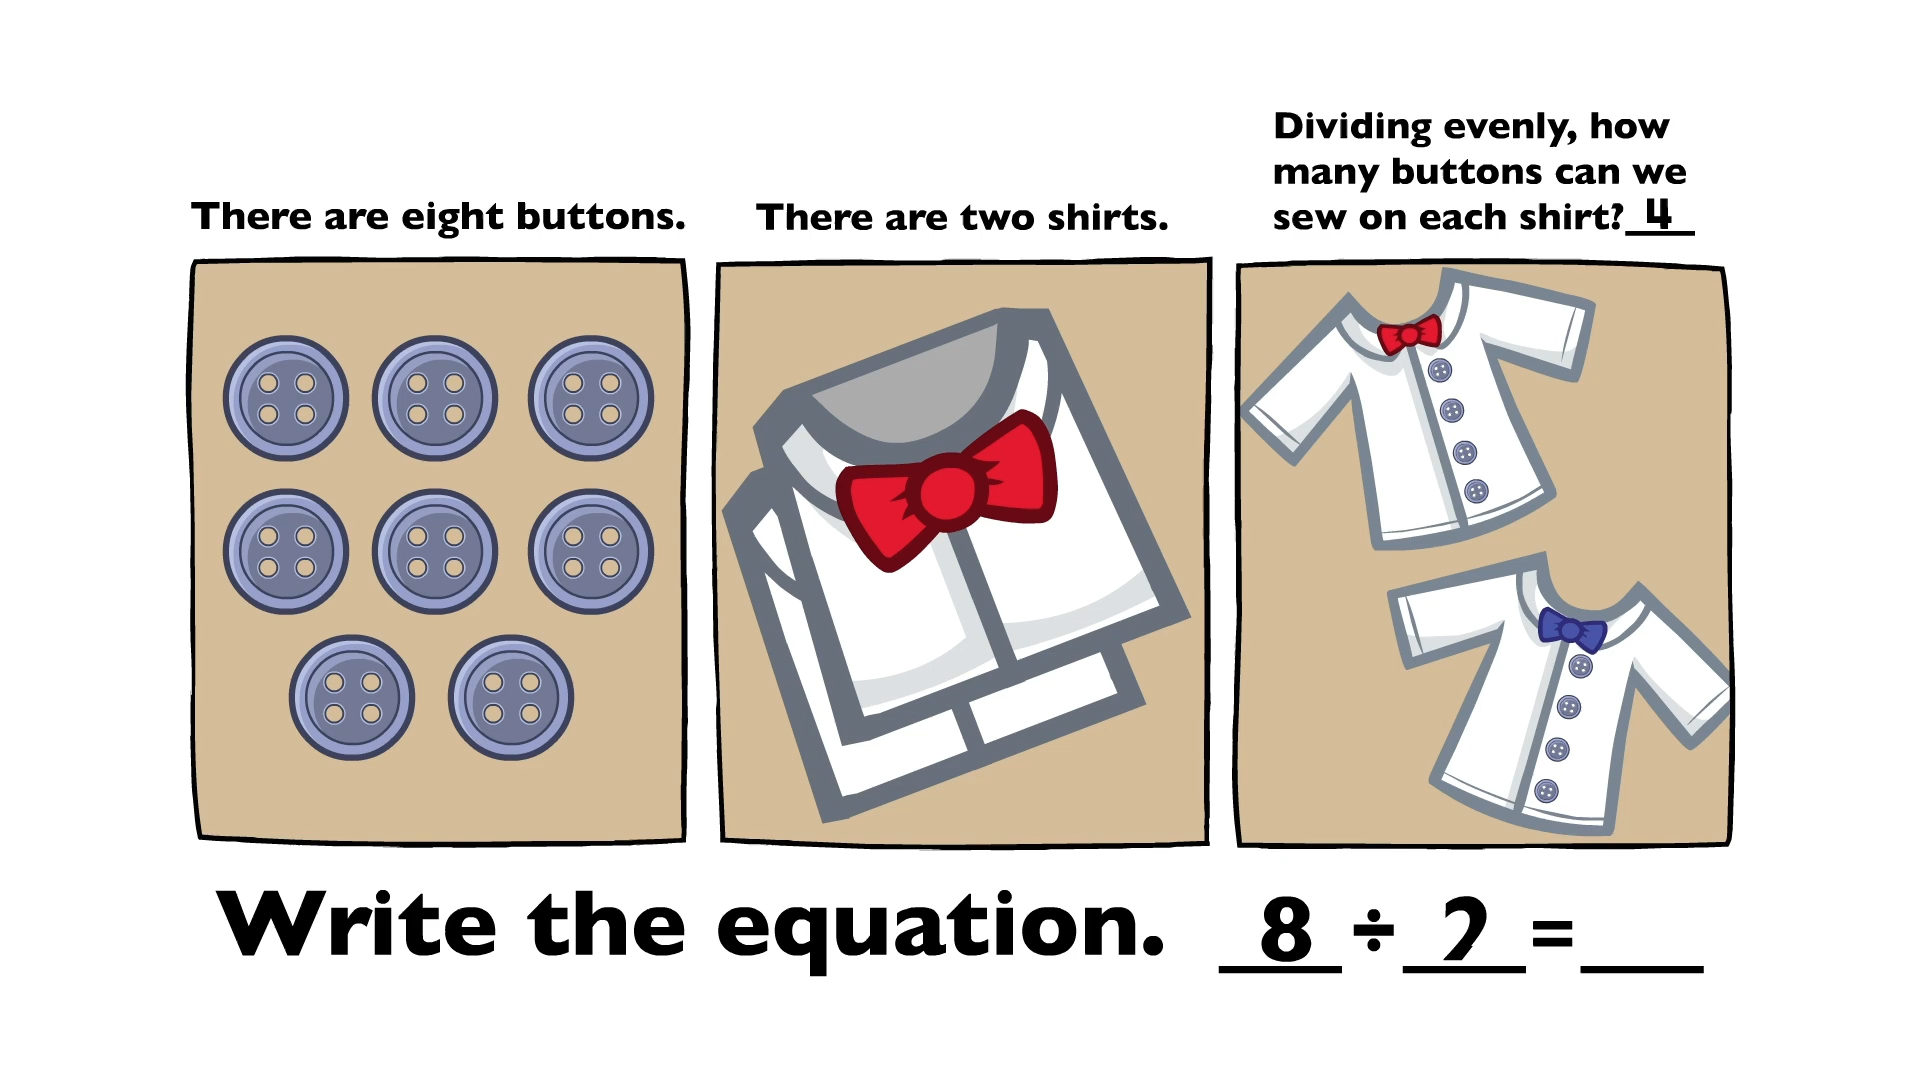 There are eight buttons.
There are two shirts.
Dividing evenly, how
many buttons can we
sew on each shirt? 4
Write the equation. 8 ÷ 2 = ___